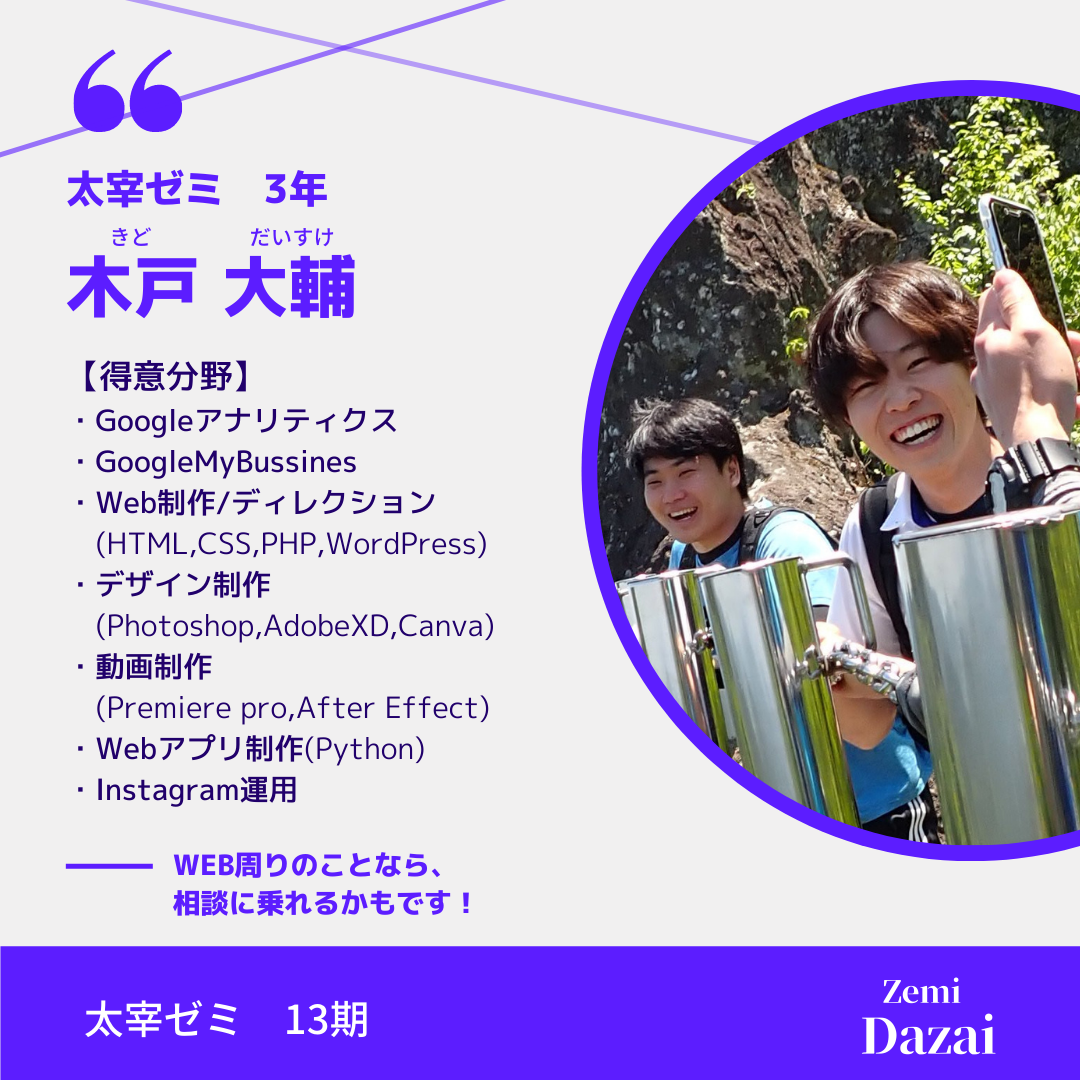 太宰ゼミ　3年
きど　だいすけ
木戸 大輔
【得意分野】
・Googleアナリティクス
・GoogleMyBussines
・Web制作/ディレクション
(HTML,CSS,PHP,WordPress)
・デザイン制作
(Photoshop,AdobeXD,Canva)
・動画制作
(Premiere pro,After Effect)
・Webアプリ制作(Python)
・Instagram運用
WEB周りのことなら、
相談に乗れるかもです！
太宰ゼミ　13期
Zemi
Dazai